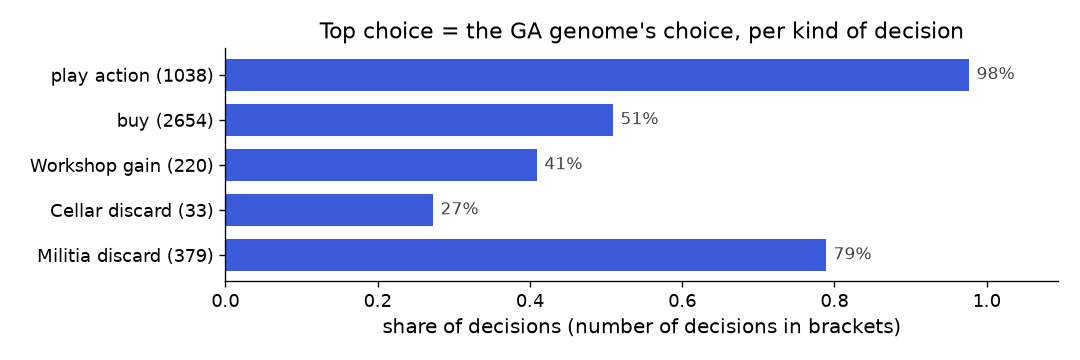 Top choice = the GA genome's choice, per kind of decision
play action (1038)
98%
buy (2654)
51%
Workshop gain (220)
41%
Cellar discard (33)
27%
Militia discard (379)
79%
0.0 0.2 0.4 0.6 0.8 1.0
share of decisions (number of decisions in brackets)